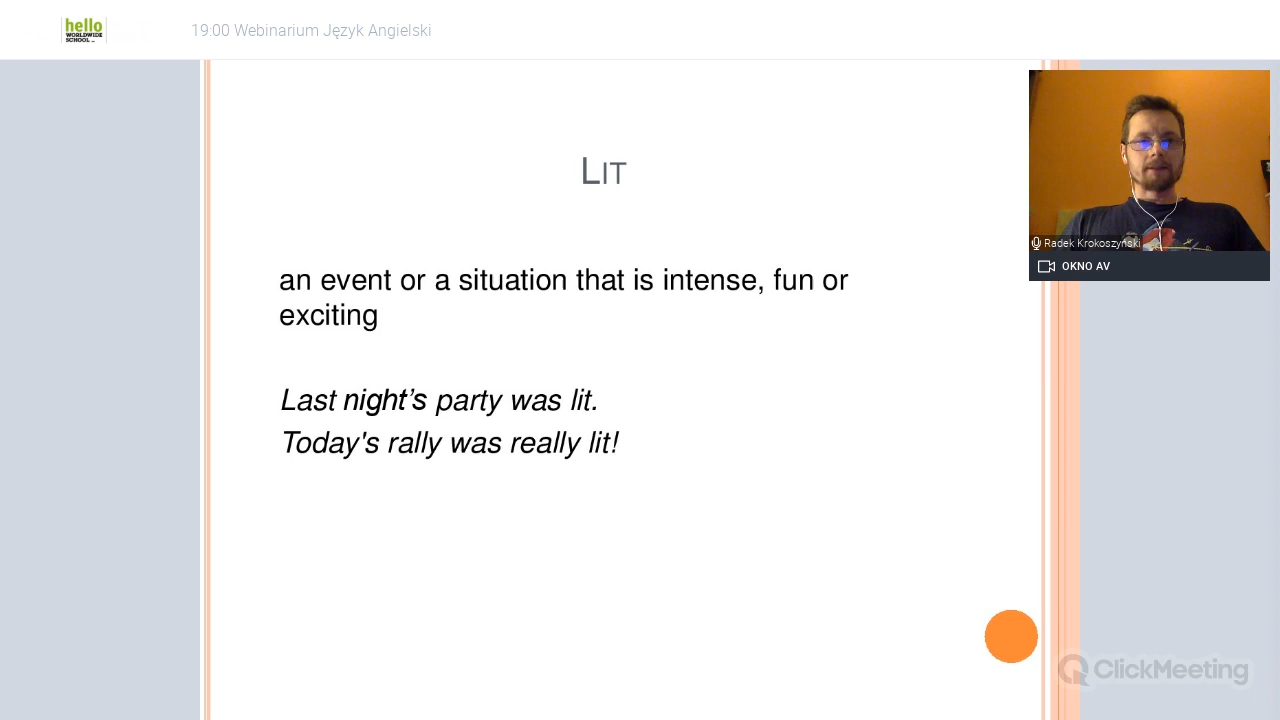 hello
WORLDWIDE
SCHOOL
19:00 Webinarium Język Angielski
LIT
an event or a situation that is intense, fun or
exciting
Last night’s party was lit.
Today's rally was really lit!
Radek Krokoszyński
OKNO AV
ClickMeeting